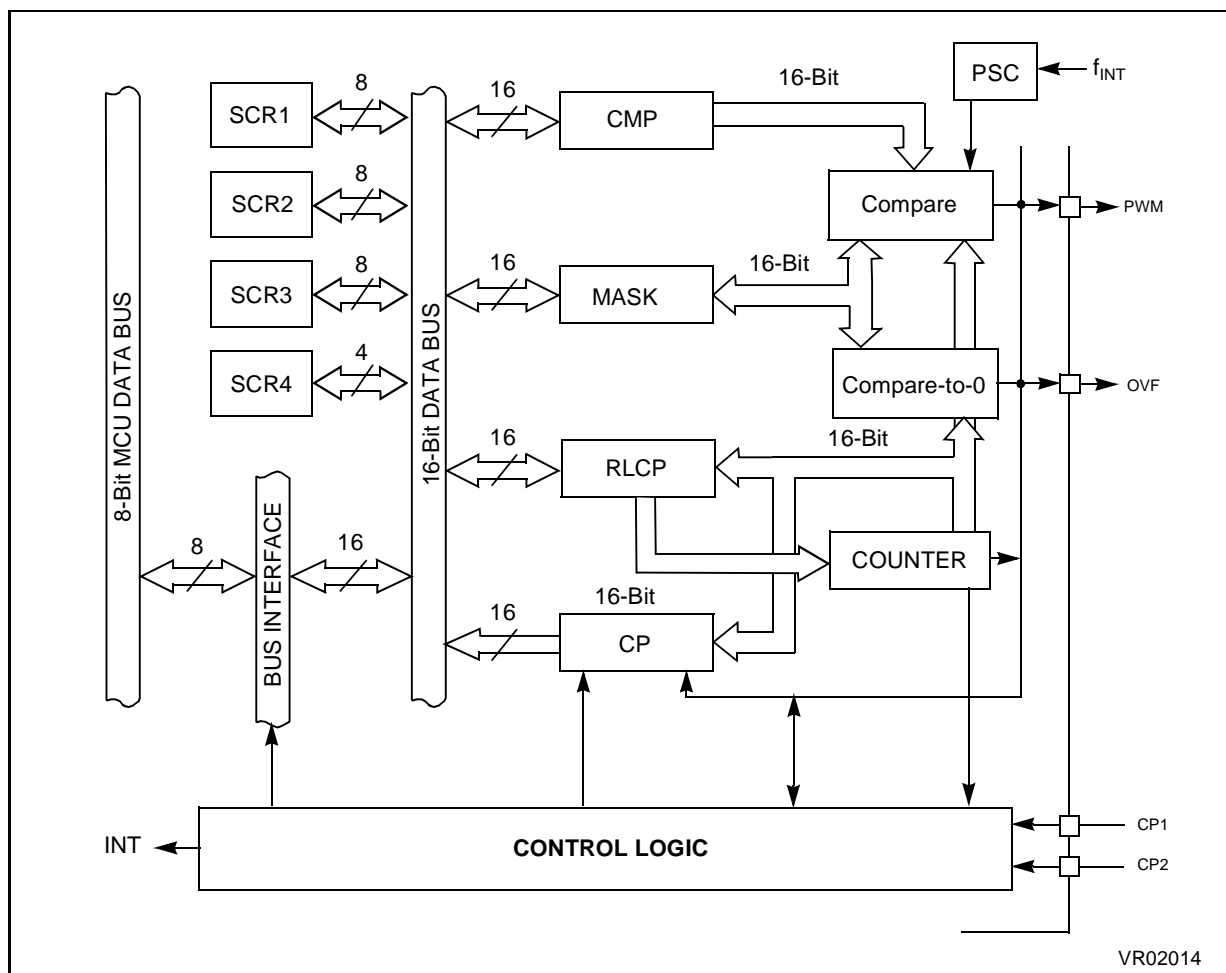 PSC
f INT
16-Bit
8
16
SCR1
CMP
8
SCR2
Compare
PWM
8
16
16-Bit
SCR3
MASK
4
SCR4
Compare-to-0
OVF
8-Bit MCU DATA BUS
16-Bit DATA BUS
16
16-Bit
RLCP
BUS INTERFACE
8
16
COUNTER
16
16-Bit
CP
INT
CONTROL LOGIC
CP1
CP2
VR02014